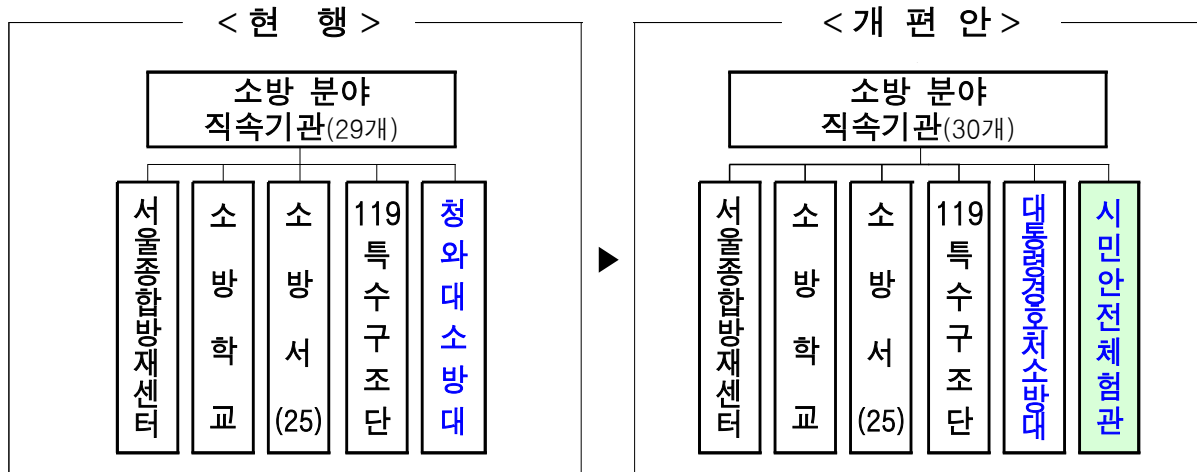 < 현 행 >
소방 분야
직속기관(29개)
서울종합방재센터
소방학교
소방서(25)
119특수구조단
청와대소방대
▶
< 개 편 안 >
소방 분야
직속기관(30개)
서울종합방재센터
소방학교
소방서(25)
119특수구조단
대통령경호처소방대
시민안전체험관